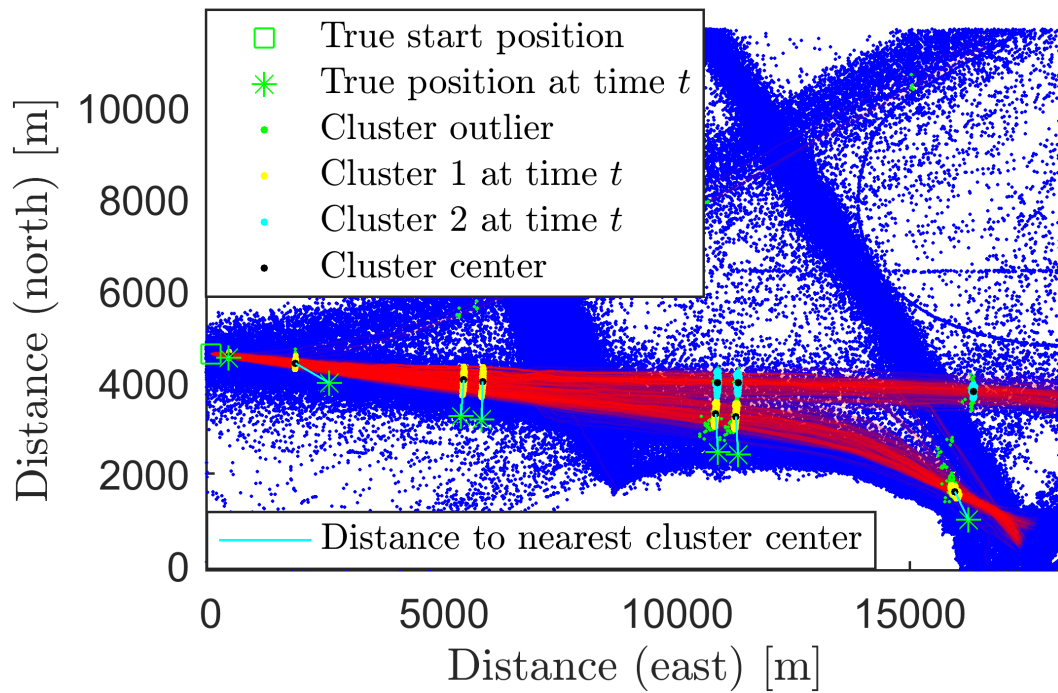 True start position
True position at time t
Cluster outlier
Cluster 1 at time t
Cluster 2 at time t
Cluster center
Distance to nearest cluster center
Distance (north) [m]
10000
8000
6000
4000
2000
0
0
5000
10000
15000
Distance (east) [m]